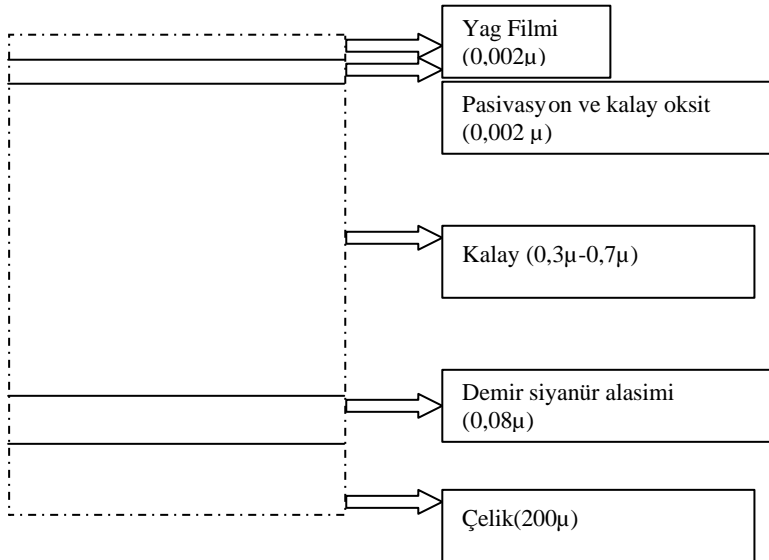 Yag Filmi
(0,002µ)
Pasivasyon ve kalay oksit
(0,002 µ)
Kalay (0,3µ-0,7µ)
Demir siyanür alasimi
(0,08µ)
Çelik(200µ)